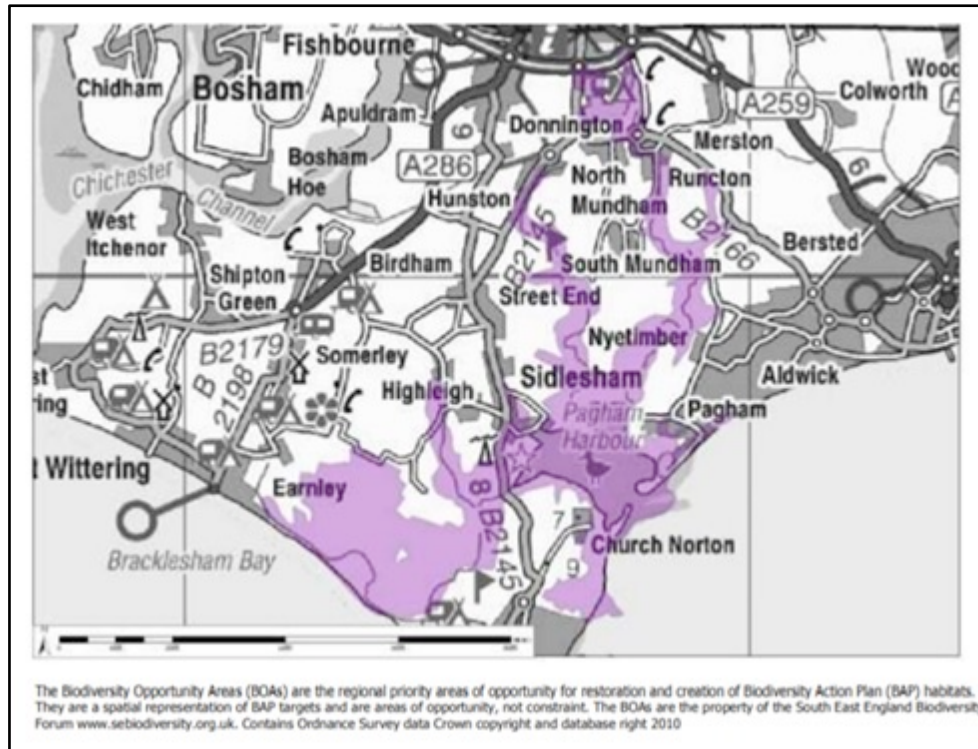 Fishbourne
Chidham
Bosham
Apuldram
Colworth
A259
Donnington
Merston
Bosham
Hoe
A286
Chichester
Channel
Hunston
North
Mundham
Runcton
West
Itchenor
B2145
B2166
Bersted
Shipton
Green
Birdham
South Mundham
Street End
Nyetimber
B2179
Somerley
B
2198
Highleigh
Sidlesham
Aldwick
Pagham
Pagham
Harbour
t Wittering
Earnley
8
B2145
7
Church Norton
9
Bracklesham Bay
The Biodiversity Opportunity Areas (BOAs) are the regional priority areas of opportunity for restoration and creation of Biodiversity Action Plan (BAP) habitats.
They are a spatial representation of BAP targets and are areas of opportunity, not constraint. The BOAs are the property of the South East England Biodiversity
Forum www.sebiodiversity.org.uk. Contains Ordnance Survey data Crown copyright and database right 2010